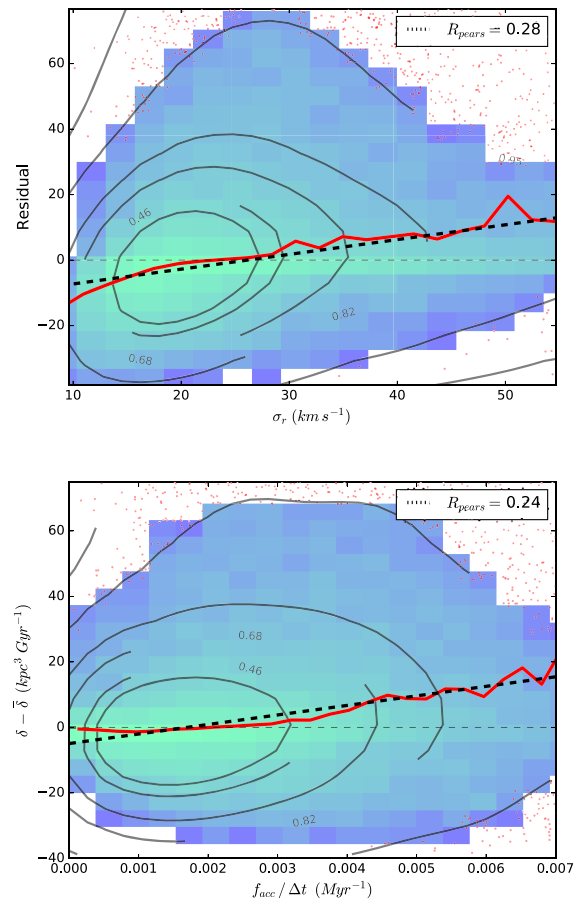 R_pears = 0.28
60
40
20
0
−20
Residual
0.46
0.95
0.82
0.68
10 20 30 40 50
σ_r (km s⁻¹)
R_pears = 0.24
60
40
20
0
−20
−40
δ − δ̅ (kpc³ Gyr⁻¹)
0.68
0.46
0.82
0.000 0.001 0.002 0.003 0.004 0.005 0.006 0.007
f_acc / Δt (Myr⁻¹)